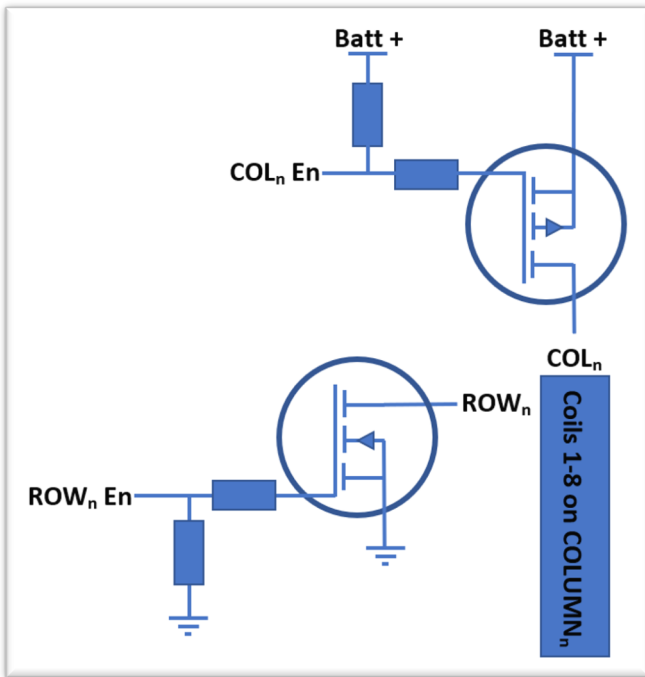 Batt +
Batt +
COLₙ En
COLₙ
ROWₙ
ROWₙ En
Coils 1-8 on COLUMNₙ